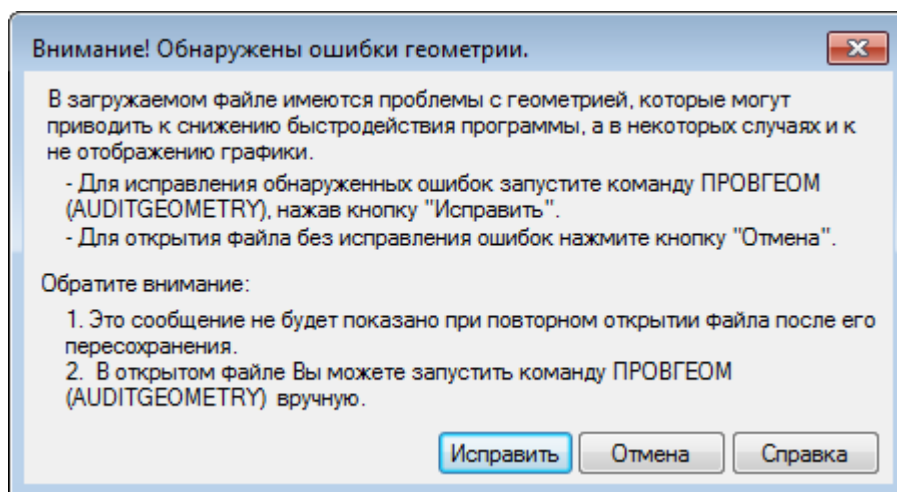 Внимание! Обнаружены ошибки геометрии.
В загружаемом файле имеются проблемы с геометрией, которые могут
приводить к снижению быстродействия программы, а в некоторых случаях и к
не отображению графики.
- Для исправления обнаруженных ошибок запустите команду ПРОВГЕОМ
(AUDITGEOMETRY), нажав кнопку "Исправить".
- Для открытия файла без исправления ошибок нажмите кнопку "Отмена".
Обратите внимание:
1. Это сообщение не будет показано при повторном открытии файла после его
пересохранения.
2. В открытом файле Вы можете запустить команду ПРОВГЕОМ
(AUDITGEOMETRY) вручную.
Исправить Отмена Справка